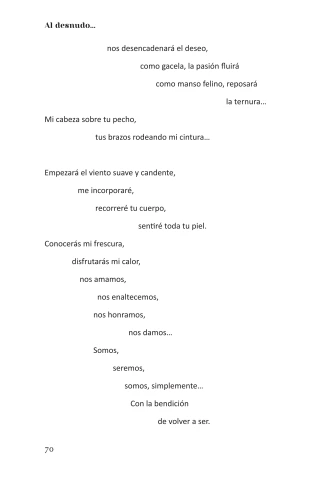 Al desnudo...
nos desencadenará el deseo,
como gacela, la pasión fluirá
como manso felino, reposará
la ternura...
Mi cabeza sobre tu pecho,
tus brazos rodeando mi cintura...
Empezará el viento suave y candente,
me incorporaré,
recorreré tu cuerpo,
sentiré toda tu piel.
Conocerás mi frescura,
disfrutarás mi calor,
nos amamos,
nos enaltecemos,
nos honramos,
nos damos...
Somos,
seremos,
somos, simplemente...
Con la bendición
de volver a ser.
70